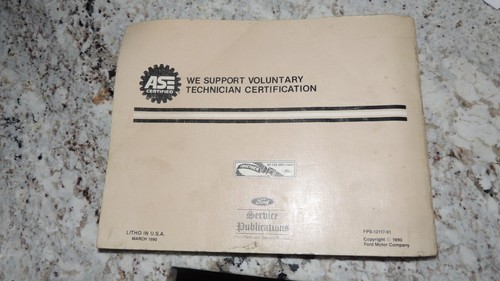 ASE
CERTIFIED
WE SUPPORT VOLUNTARY
TECHNICIAN CERTIFICATION
Ford
Service
Publications
LITHO IN U.S.A.
MARCH 1990
FPS-12117-91
Copyright © 1990
Ford Motor Company